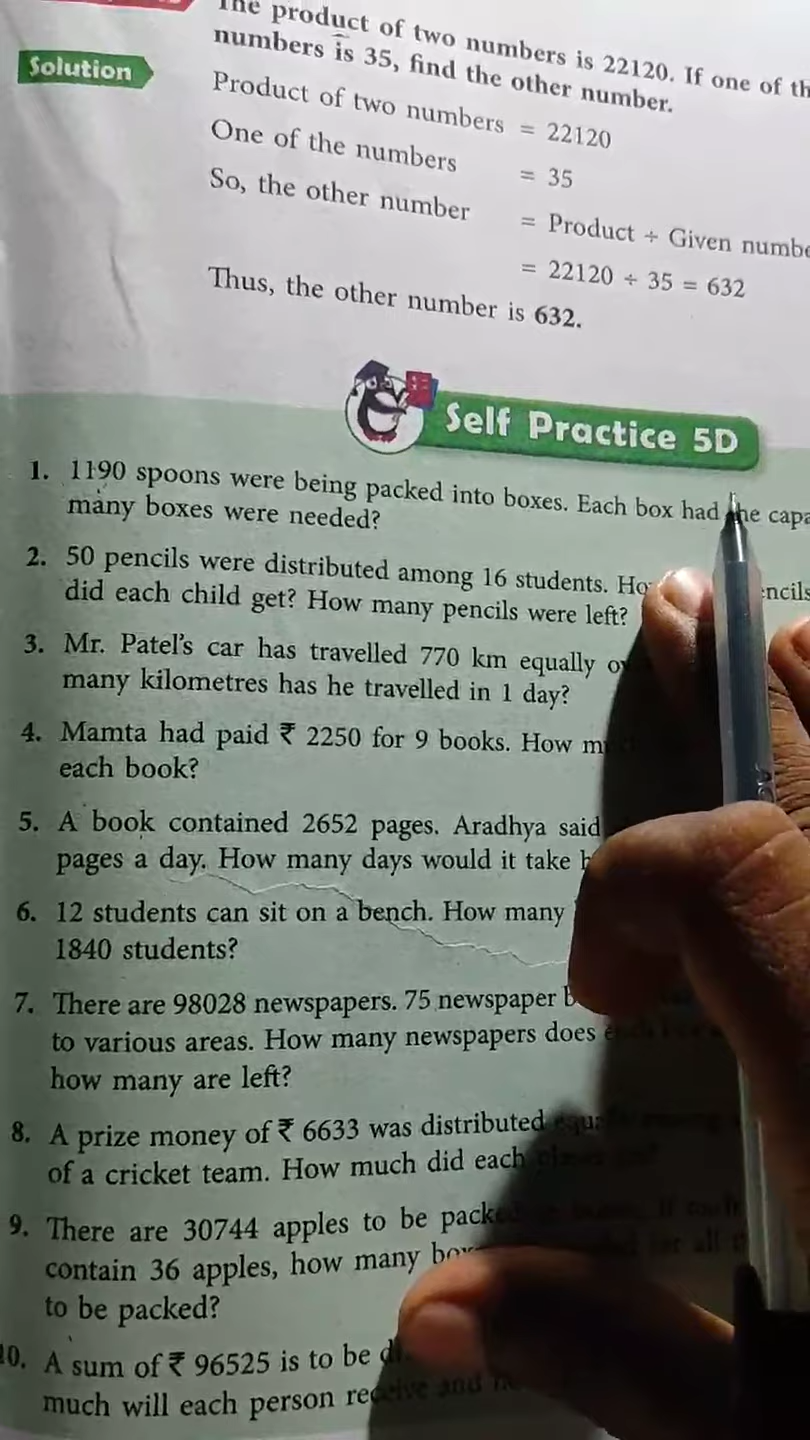 The product of two numbers is 22120. If one of
numbers is 35, find the other number.
Solution
Product of two numbers = 22120
One of the numbers = 35
So, the other number = Product ÷ Given
= 22120 ÷ 35 = 632
Thus, the other number is 632.
Self Practice 5D
1. 1190 spoons were being packed into boxes. Each box had the
many boxes were needed?
2. 50 pencils were distributed among 16 students.
did each child get? How many pencils were left?
3. Mr. Patel's car has travelled 770 km equally
many kilometres has he travelled in 1 day?
4. Mamta had paid ₹ 2250 for 9 books. How
each book?
5. A book contained 2652 pages. Aradhya said
pages a day. How many days would it take
6. 12 students can sit on a bench. How many
1840 students?
7. There are 98028 newspapers. 75 newspaper
to various areas. How many newspapers does
how many are left?
8. A prize money of ₹ 6633 was distributed equally among
of a cricket team. How much did each
9. There are 30744 apples to be packed
contain 36 apples, how many for all
to be packed?
10. A sum of ₹ 96525 is to be
much will each person receive and